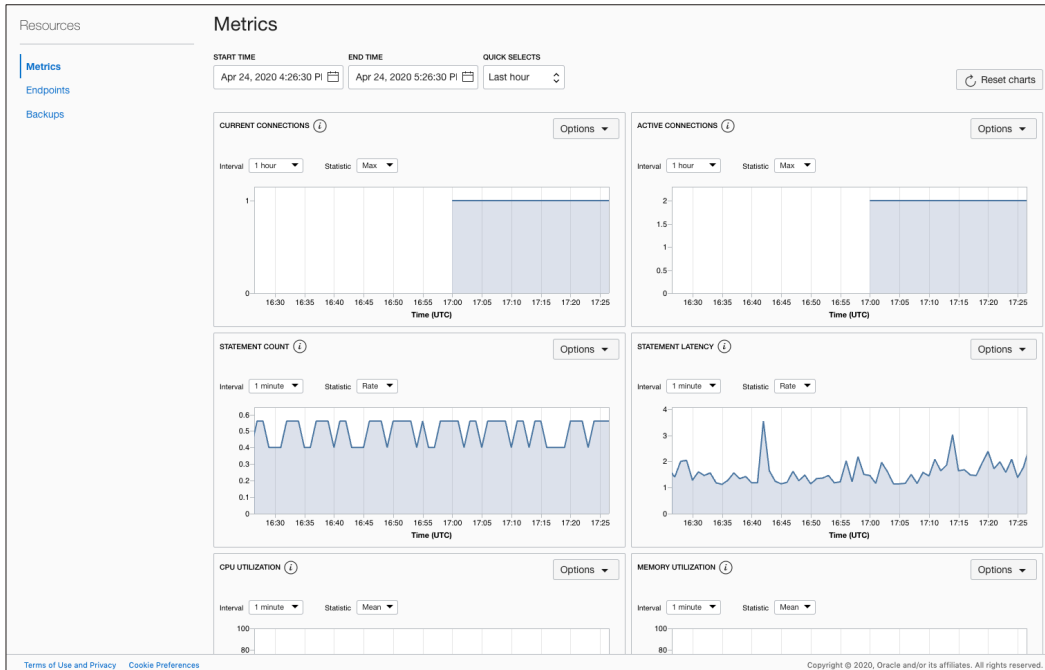 Resources
Metrics
Endpoints
Backups
Metrics
START TIME END TIME QUICK SELECTS
Apr 24, 2020 4:26:30 Pl Apr 24, 2020 5:26:30 Pl Last hour
Reset charts
CURRENT CONNECTIONS i Options
Interval 1 hour Statistic Max
1
0
16:30 16:35 16:40 16:45 16:50 16:55 17:00 17:05 17:10 17:15 17:20 17:25
Time (UTC)
ACTIVE CONNECTIONS i Options
Interval 1 hour Statistic Max
2
1.5
1
0.5
0
16:30 16:35 16:40 16:45 16:50 16:55 17:00 17:05 17:10 17:15 17:20 17:25
Time (UTC)
STATEMENT COUNT i Options
Interval 1 minute Statistic Rate
0.6
0.5
0.4
0.3
0.2
0.1
0
16:30 16:35 16:40 16:45 16:50 16:55 17:00 17:05 17:10 17:15 17:20 17:25
Time (UTC)
STATEMENT LATENCY i Options
Interval 1 minute Statistic Rate
4
3
2
1
0
16:30 16:35 16:40 16:45 16:50 16:55 17:00 17:05 17:10 17:15 17:20 17:25
Time (UTC)
CPU UTILIZATION i Options
Interval 1 minute Statistic Mean
100
80
MEMORY UTILIZATION i Options
Interval 1 minute Statistic Mean
100
80
Terms of Use and Privacy Cookie Preferences
Copyright © 2020, Oracle and/or its affiliates. All rights reserved.